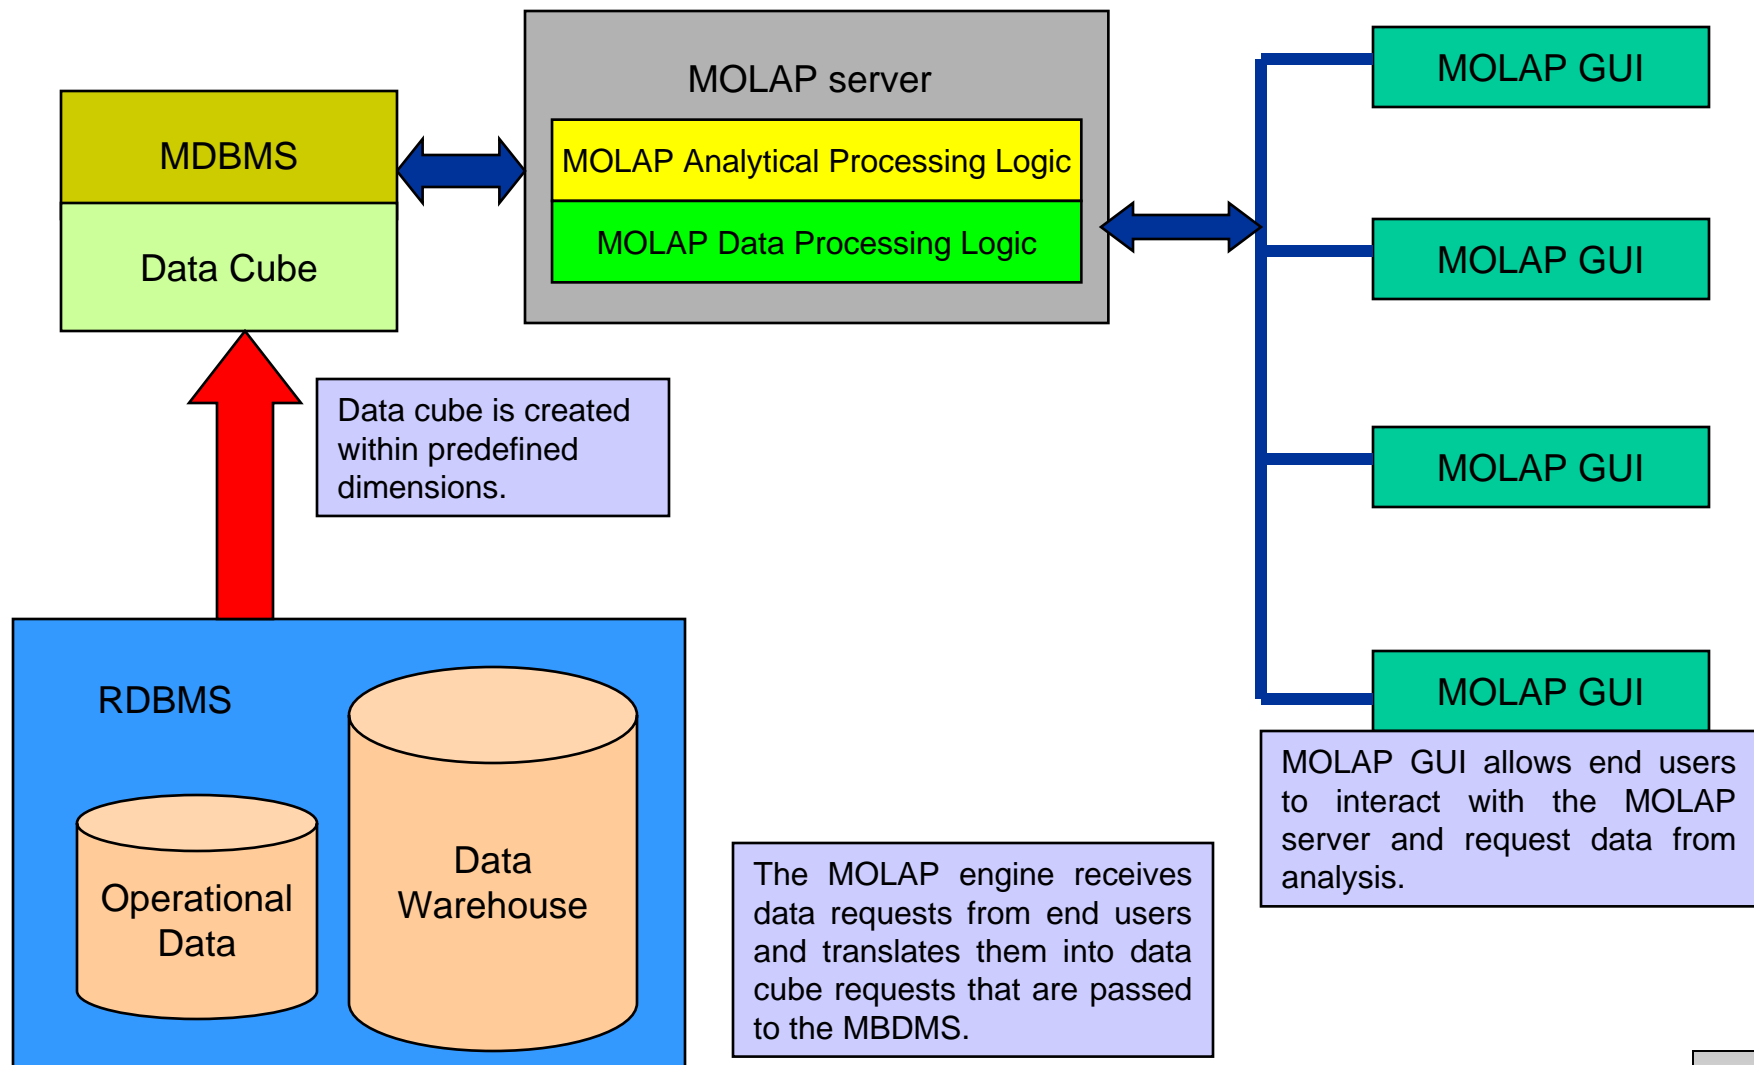 MOLAP server
MOLAP GUI
MDBMS
MOLAP Analytical Processing Logic
MOLAP Data Processing Logic
Data Cube
MOLAP GUI
Data cube is created
within predefined
dimensions.
MOLAP GUI
RDBMS
MOLAP GUI
Operational
Data
Data
Warehouse
The MOLAP engine receives
data requests from end users
and translates them into data
cube requests that are passed
to the MBDMS.
MOLAP GUI allows end users
to interact with the MOLAP
server and request data from
analysis.